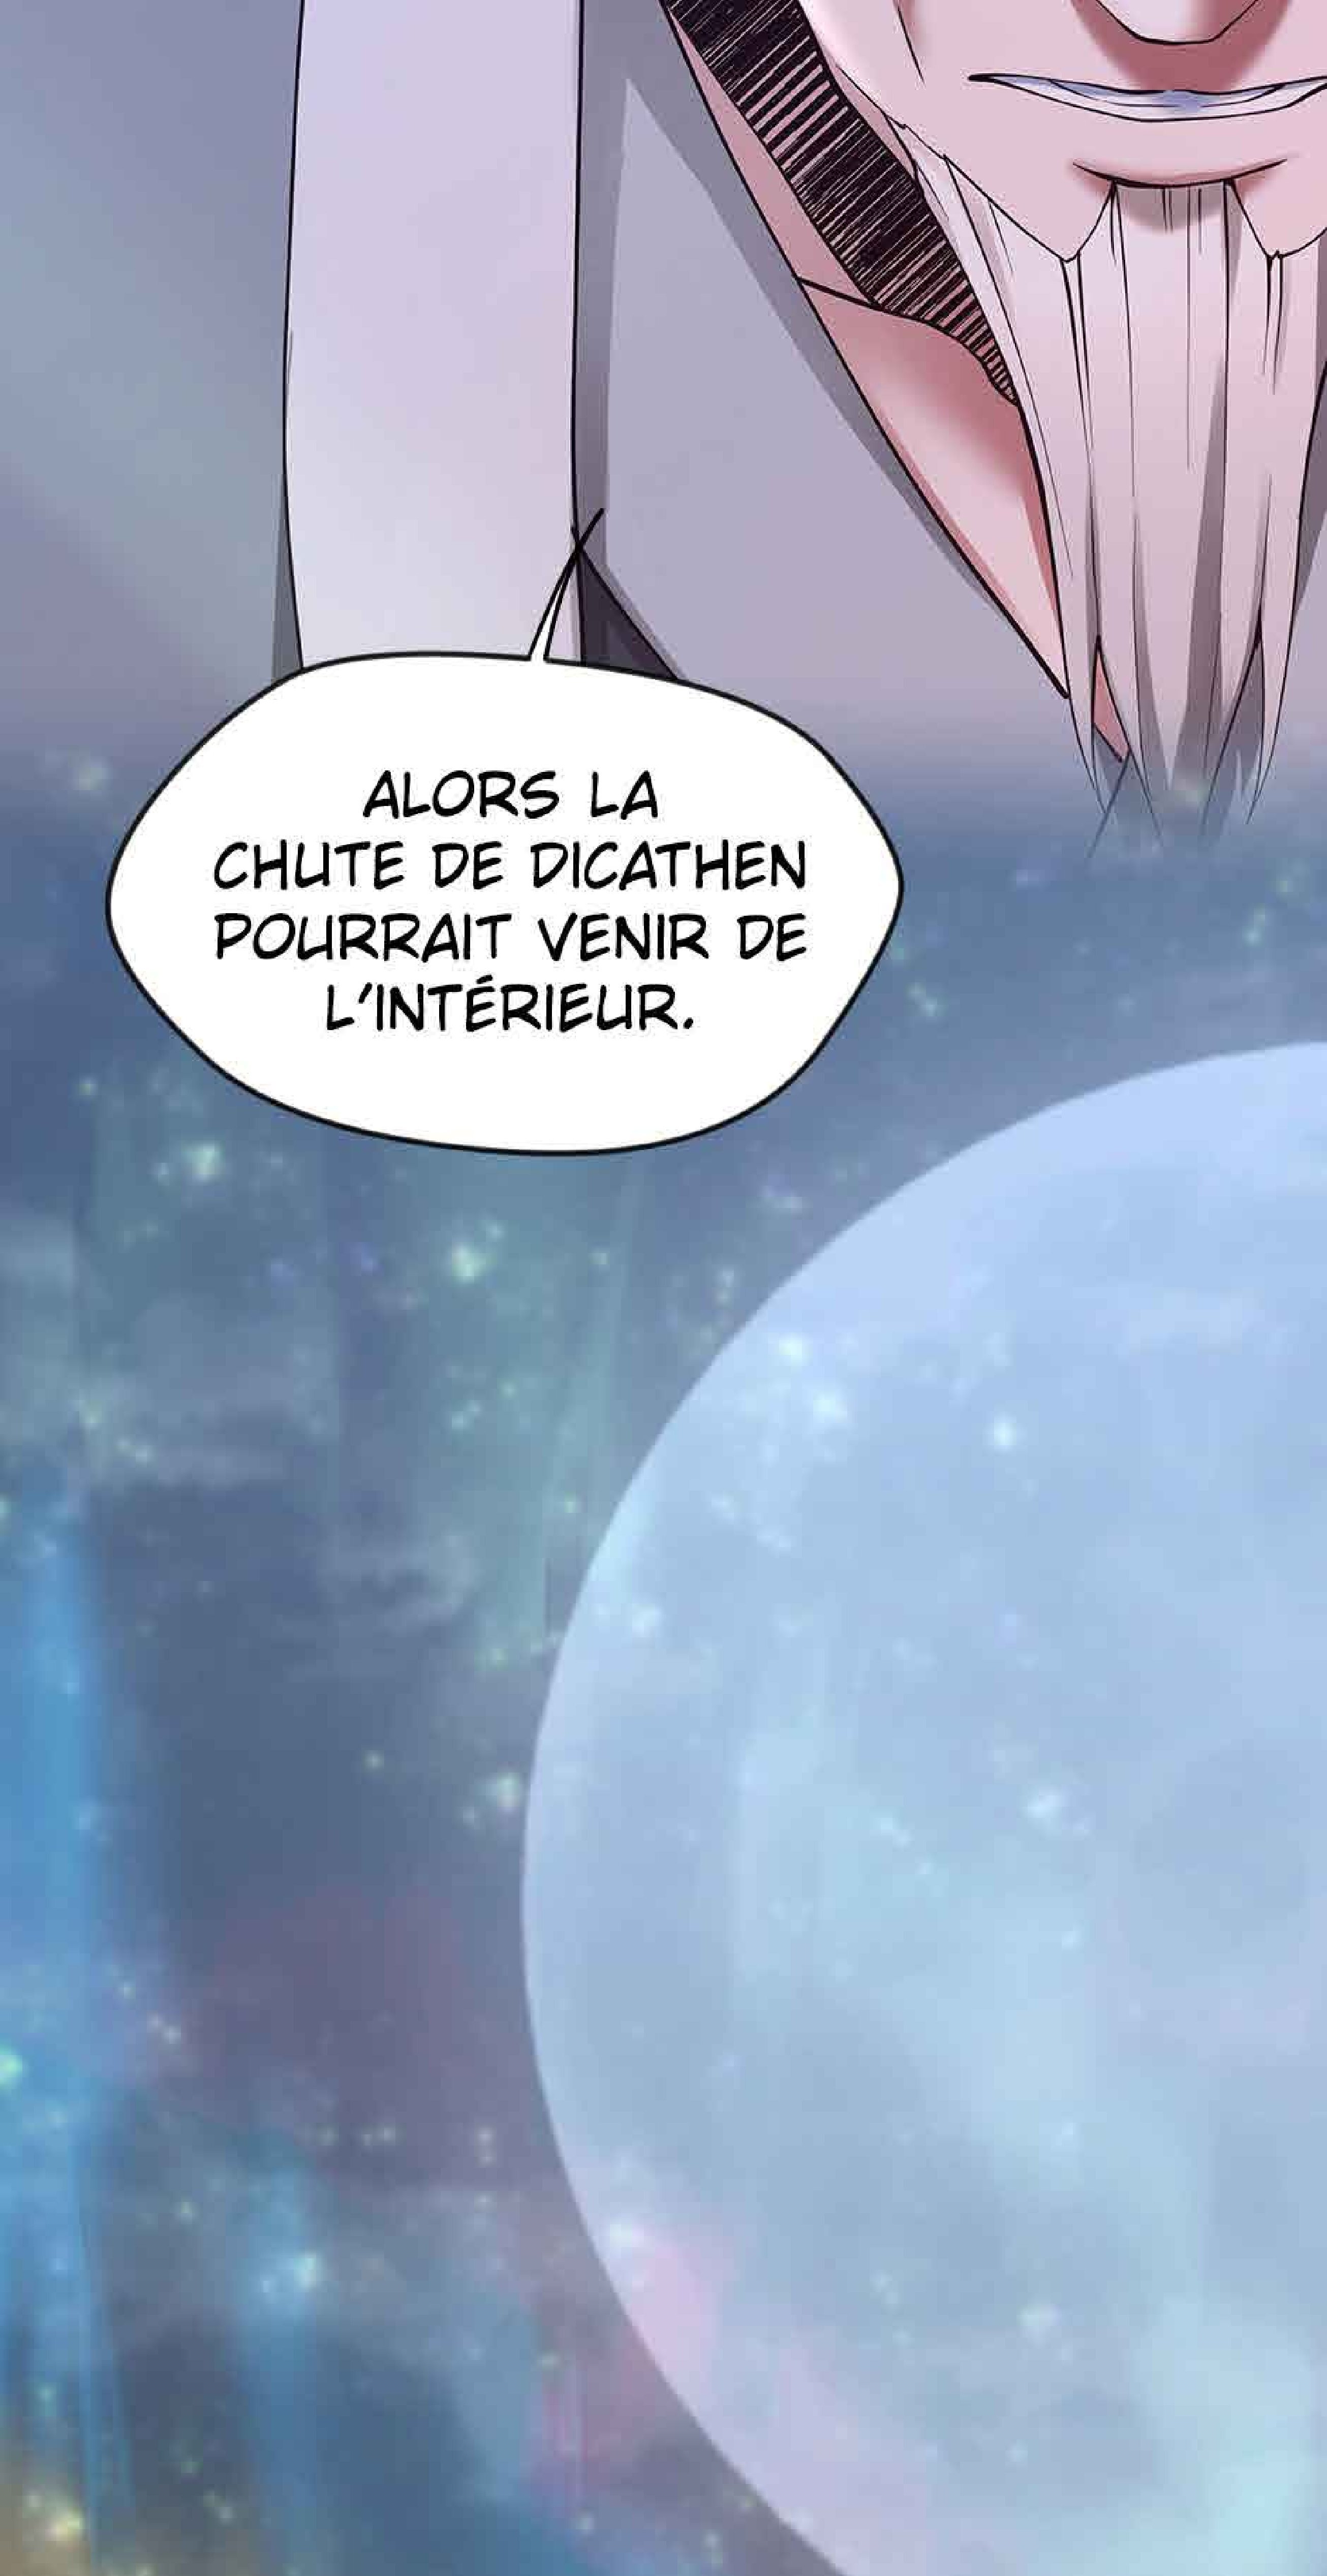 ALORS LA
CHUTE DE DICATHEN
POURRAIT VENIR DE
L'INTÉRIEUR.